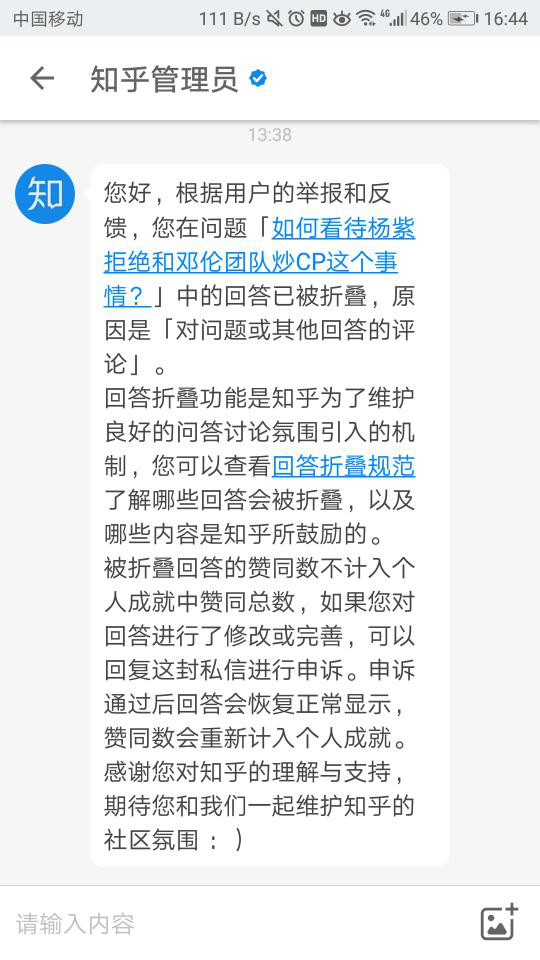 中国移动 111 B/s HD 4G 46% 16:44
知乎管理员
13:38
知
您好，根据用户的举报和反
馈，您在问题「如何看待杨紫
拒绝和邓伦团队炒CP这个事
情？」中的回答已被折叠，原
因是「对问题或其他回答的评
论」。
回答折叠功能是知乎为了维护
良好的问答讨论氛围引入的机
制，您可以查看回答折叠规范
了解哪些回答会被折叠，以及
哪些内容是知乎所鼓励的。
被折叠回答的赞同数不计入个
人成就中赞同总数，如果您对
回答进行了修改或完善，可以
回复这封私信进行申诉。申诉
通过后回答会恢复正常显示，
赞同数会重新计入个人成就。
感谢您对知乎的理解与支持，
期待您和我们一起维护知乎的
社区氛围 ：）
请输入内容